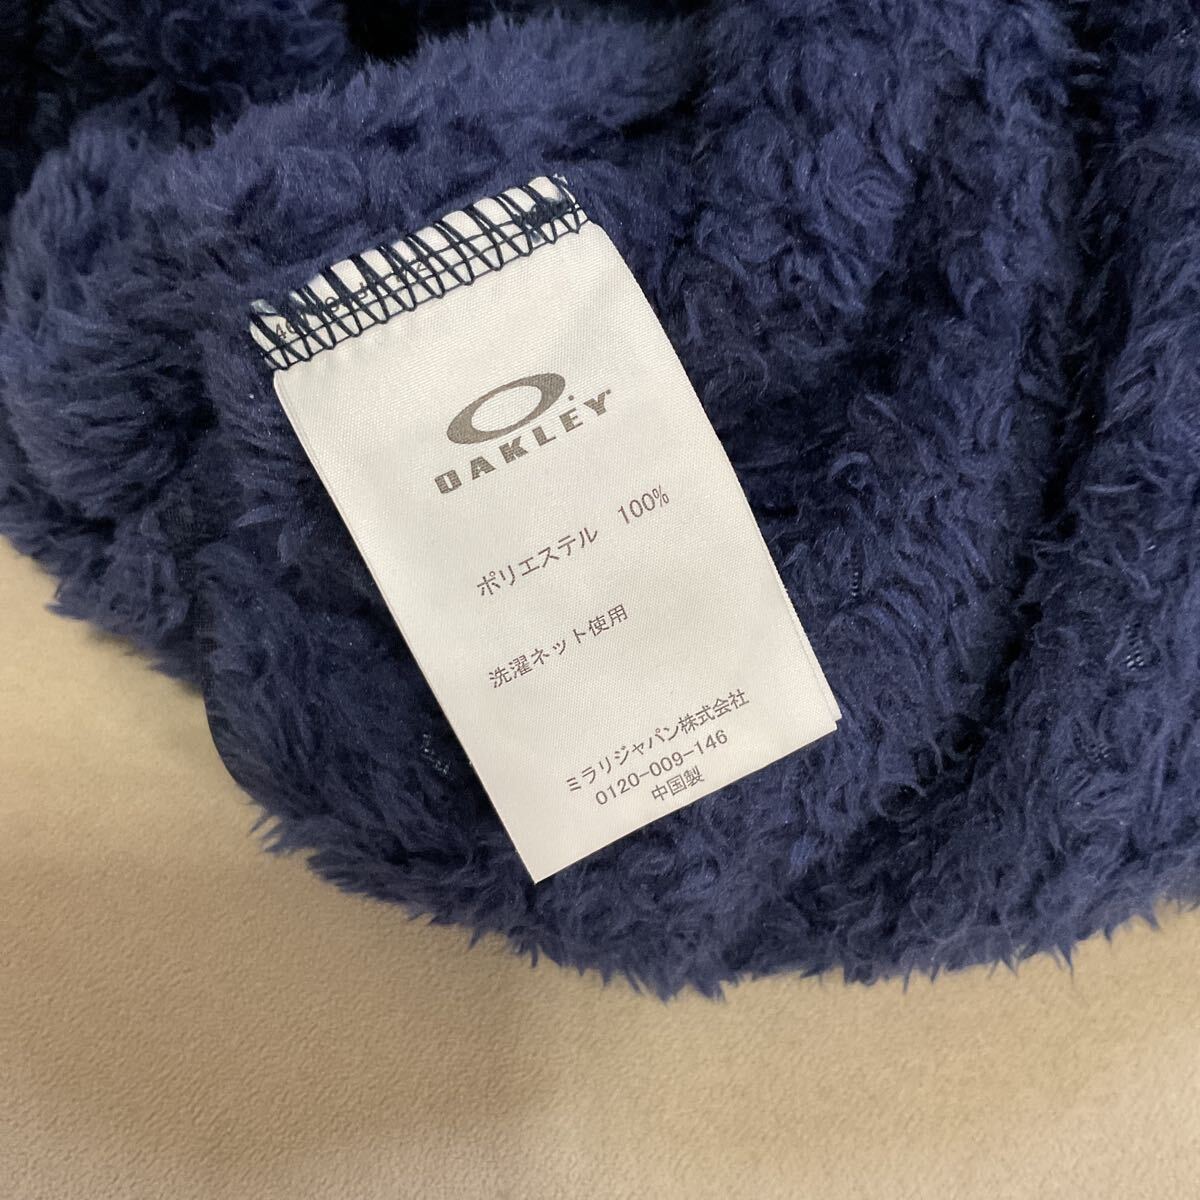 OAKLEY
ポリエステル 100%
洗濯ネット使用
ミラリジャパン株式会社
0120-009-146
中国製